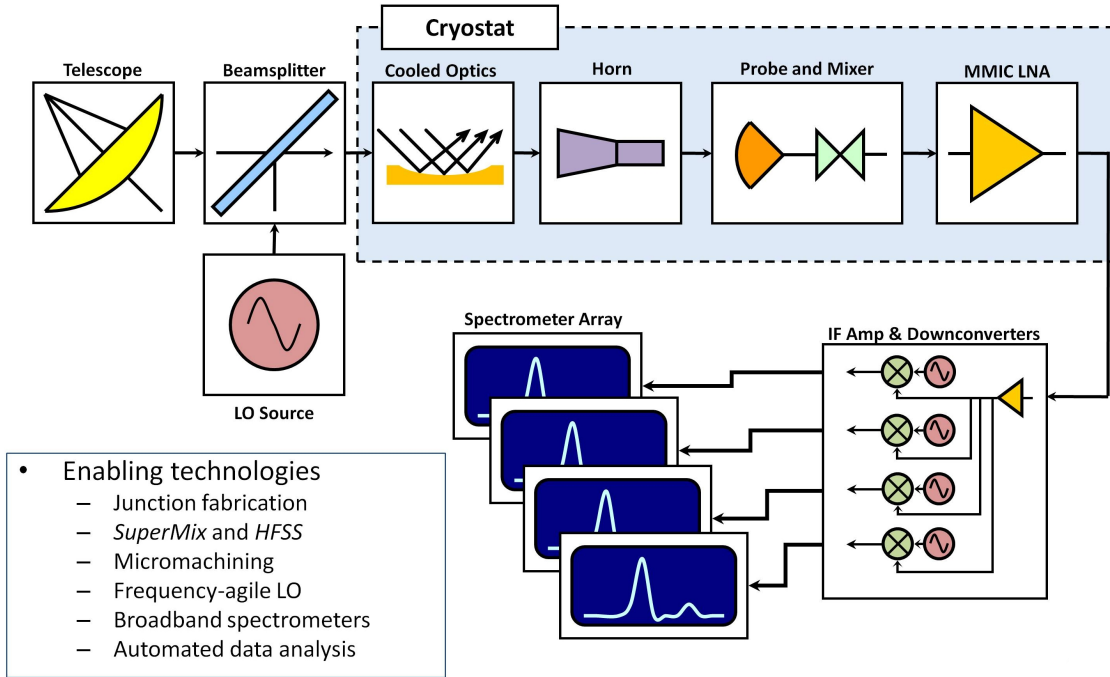 Cryostat
Telescope
Beamsplitter
Cooled Optics
Horn
Probe and Mixer
MMIC LNA
LO Source
Spectrometer Array
IF Amp & Downconverters
• Enabling technologies
– Junction fabrication
– SuperMix and HFSS
– Micromachining
– Frequency-agile LO
– Broadband spectrometers
– Automated data analysis